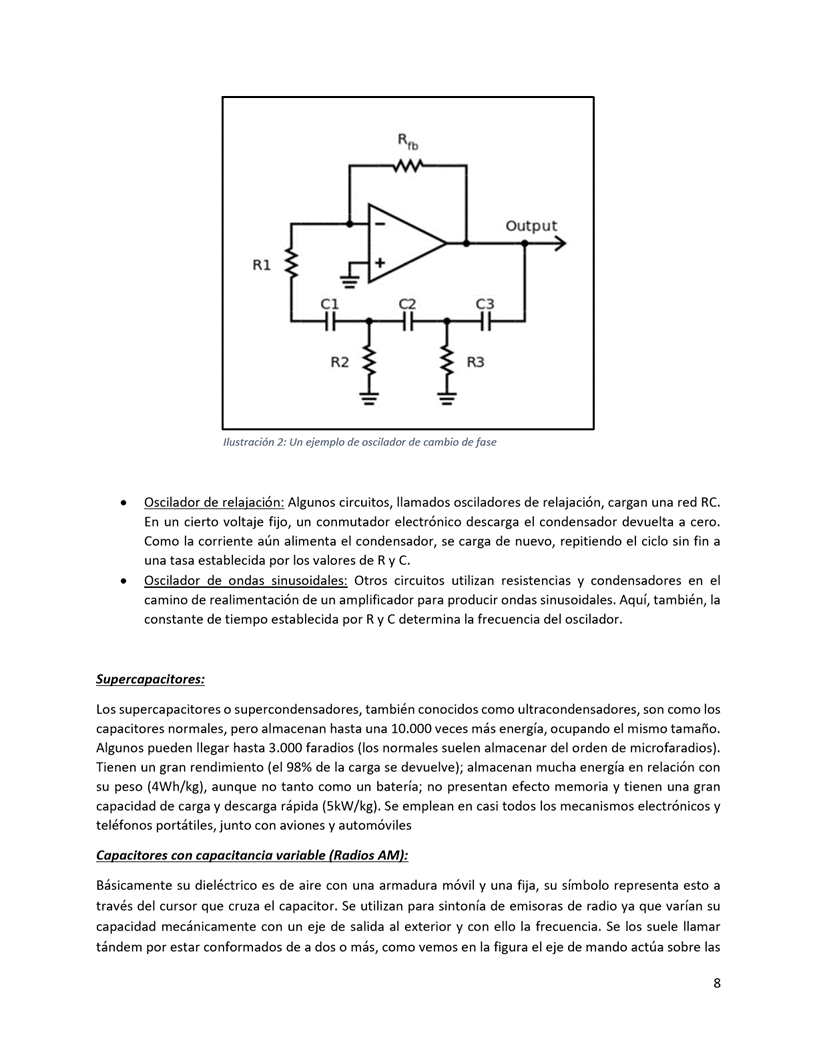 Rfb
Output
R1
C1
C2
C3
R2
R3
Ilustración 2: Un ejemplo de oscilador de cambio de fase
• Oscilador de relajación: Algunos circuitos, llamados osciladores de relajación, cargan una red RC.
En un cierto voltaje fijo, un conmutador electrónico descarga el condensador devuelta a cero.
Como la corriente aún alimenta el condensador, se carga de nuevo, repitiendo el ciclo sin fin a
una tasa establecida por los valores de R y C.
• Oscilador de ondas sinusoidales: Otros circuitos utilizan resistencias y condensadores en el
camino de realimentación de un amplificador para producir ondas sinusoidales. Aquí, también, la
constante de tiempo establecida por R y C determina la frecuencia del oscilador.
Supercapacitores:
Los supercapacitores o supercondensadores, también conocidos como ultracondensadores, son como los
capacitores normales, pero almacenan hasta una 10.000 veces más energía, ocupando el mismo tamaño.
Algunos pueden llegar hasta 3.000 faradios (los normales suelen almacenar del orden de microfaradios).
Tienen un gran rendimiento (el 98% de la carga se devuelve); almacenan mucha energía en relación con
su peso (4Wh/kg), aunque no tanto como un batería; no presentan efecto memoria y tienen una gran
capacidad de carga y descarga rápida (5kW/kg). Se emplean en casi todos los mecanismos electrónicos y
teléfonos portátiles, junto con aviones y automóviles
Capacitores con capacitancia variable (Radios AM):
Básicamente su dieléctrico es de aire con una armadura móvil y una fija, su símbolo representa esto a
través del cursor que cruza el capacitor. Se utilizan para sintonía de emisoras de radio ya que varían su
capacidad mecánicamente con un eje de salida al exterior y con ello la frecuencia. Se los suele llamar
tándem por estar conformados de a dos o más, como vemos en la figura el eje de mando actúa sobre las
8